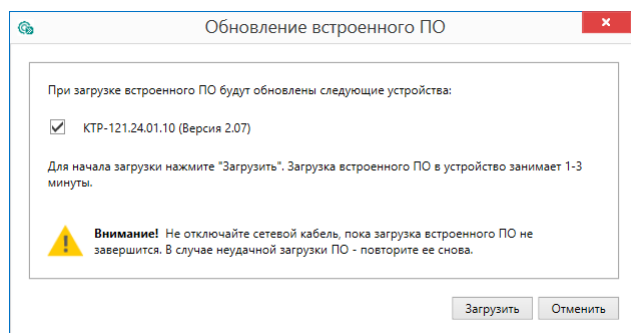 Обновление встроенного ПО
При загрузке встроенного ПО будут обновлены следующие устройства:
КТР-121.24.01.10 (Версия 2.07)
Для начала загрузки нажмите "Загрузить". Загрузка встроенного ПО в устройство занимает 1-3
минуты.
Внимание! Не отключайте сетевой кабель, пока загрузка встроенного ПО не
завершится. В случае неудачной загрузки ПО - повторите ее снова.
Загрузить Отменить